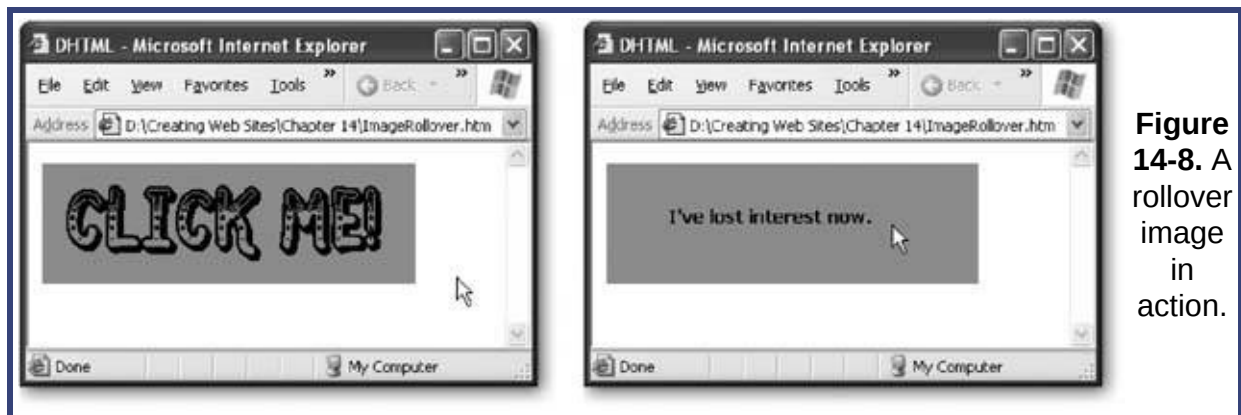 DHTML - Microsoft Internet Explorer
File Edit View Favorites Tools » Back »
Address D:\Creating Web Sites\Chapter 14\ImageRollover.htm
CLICK ME!
Done My Computer
DHTML - Microsoft Internet Explorer
File Edit View Favorites Tools » Back »
Address D:\Creating Web Sites\Chapter 14\ImageRollover.htm
I've lost interest now.
Done My Computer
Figure
14-8. A
rollover
image
in
action.